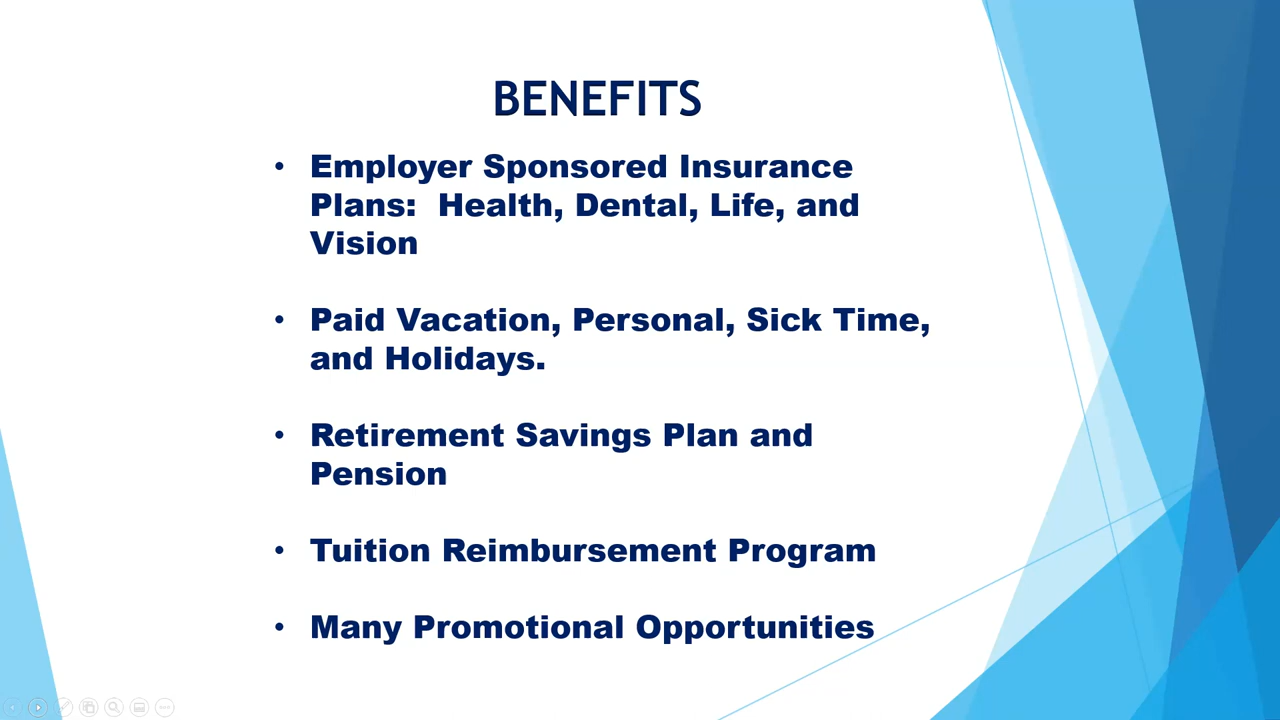 BENEFITS
• Employer Sponsored Insurance
Plans:  Health, Dental, Life, and
Vision
• Paid Vacation, Personal, Sick Time,
and Holidays.
• Retirement Savings Plan and
Pension
• Tuition Reimbursement Program
• Many Promotional Opportunities